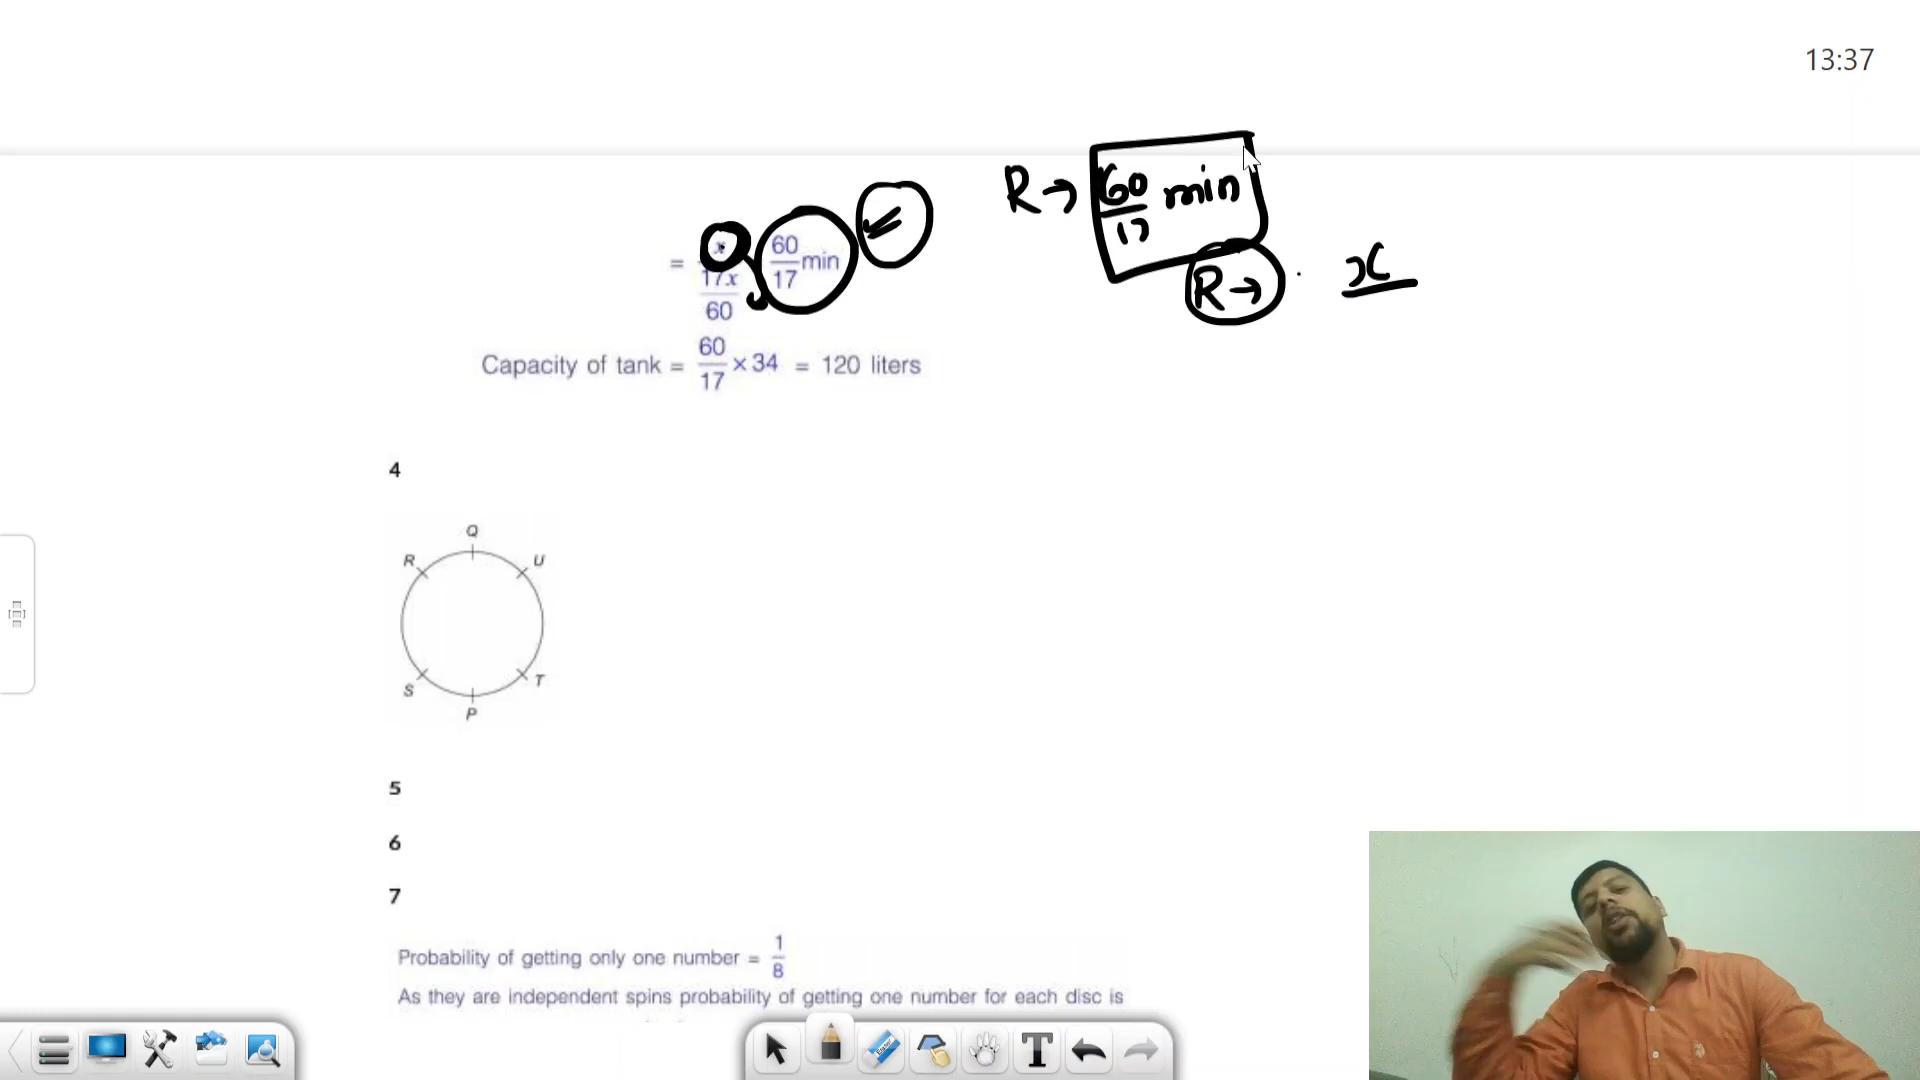 13:37
R → 60/17 min
= x / (17x/60) 60/17 min
R → x
Capacity of tank = 60/17 × 34 = 120 liters
4
Q
R U
S T
P
5
6
7
Probability of getting only one number = 1/8
As they are independent spins probability of getting one number for each disc is
T